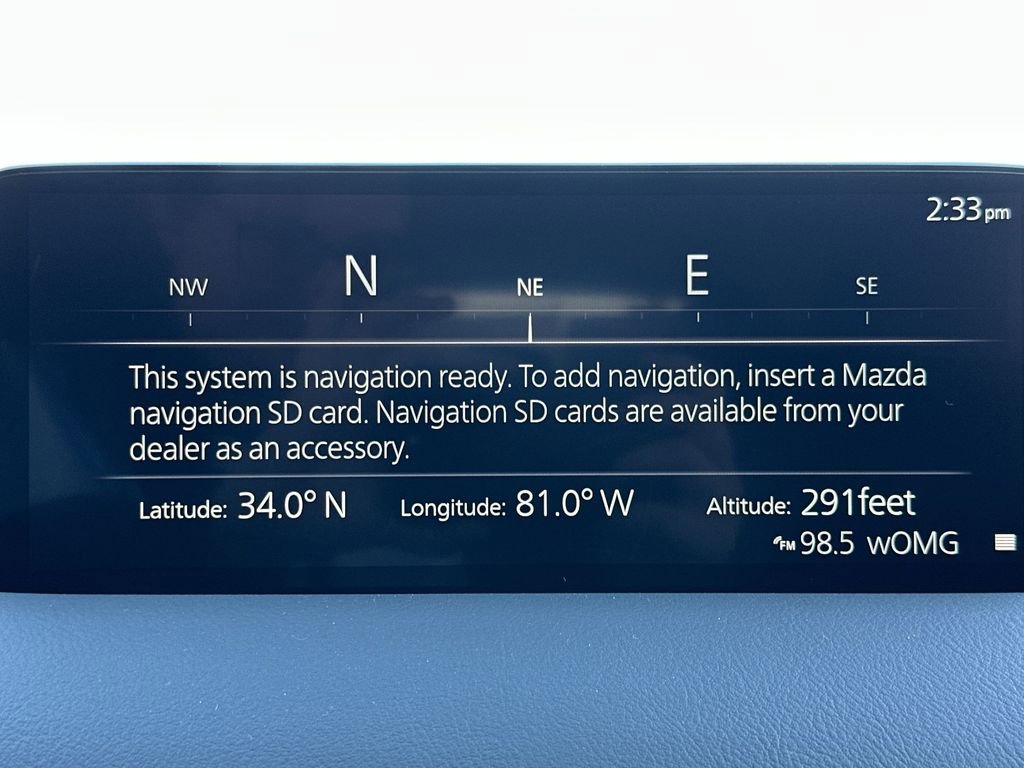 2:33pm
NW N NE E SE
This system is navigation ready. To add navigation, insert a Mazda
navigation SD card. Navigation SD cards are available from your
dealer as an accessory.
Latitude: 34.0° N Longitude: 81.0° W Altitude: 291feet
FM 98.5 wOMG